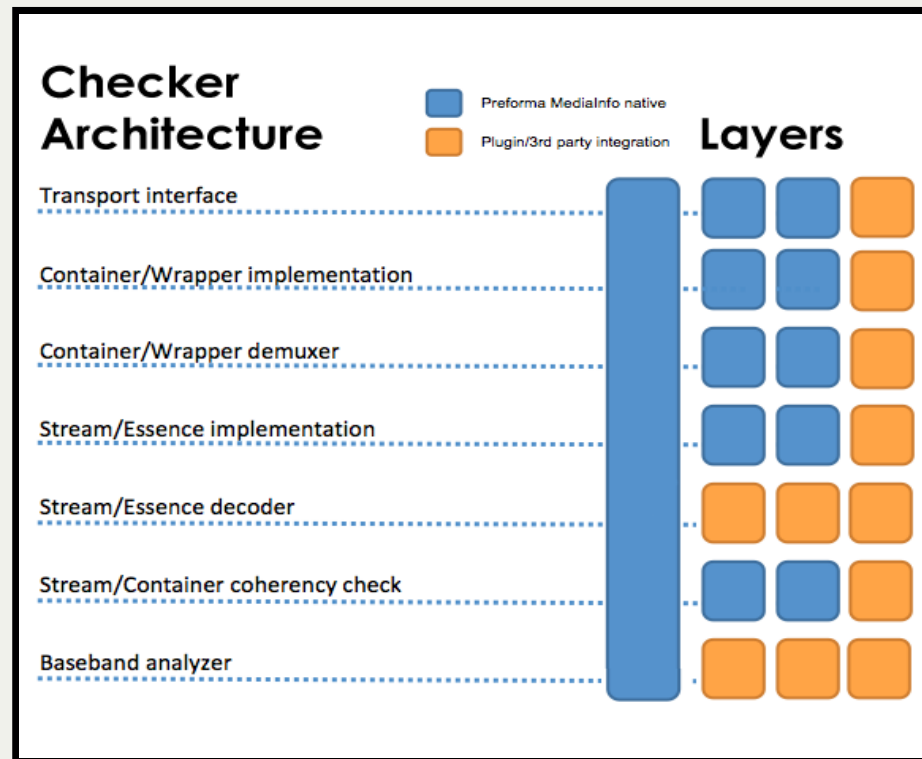 Checker
Architecture
Preforma MediaInfo native
Plugin/3rd party integration
Layers
Transport interface
Container/Wrapper implementation
Container/Wrapper demuxer
Stream/Essence implementation
Stream/Essence decoder
Stream/Container coherency check
Baseband analyzer